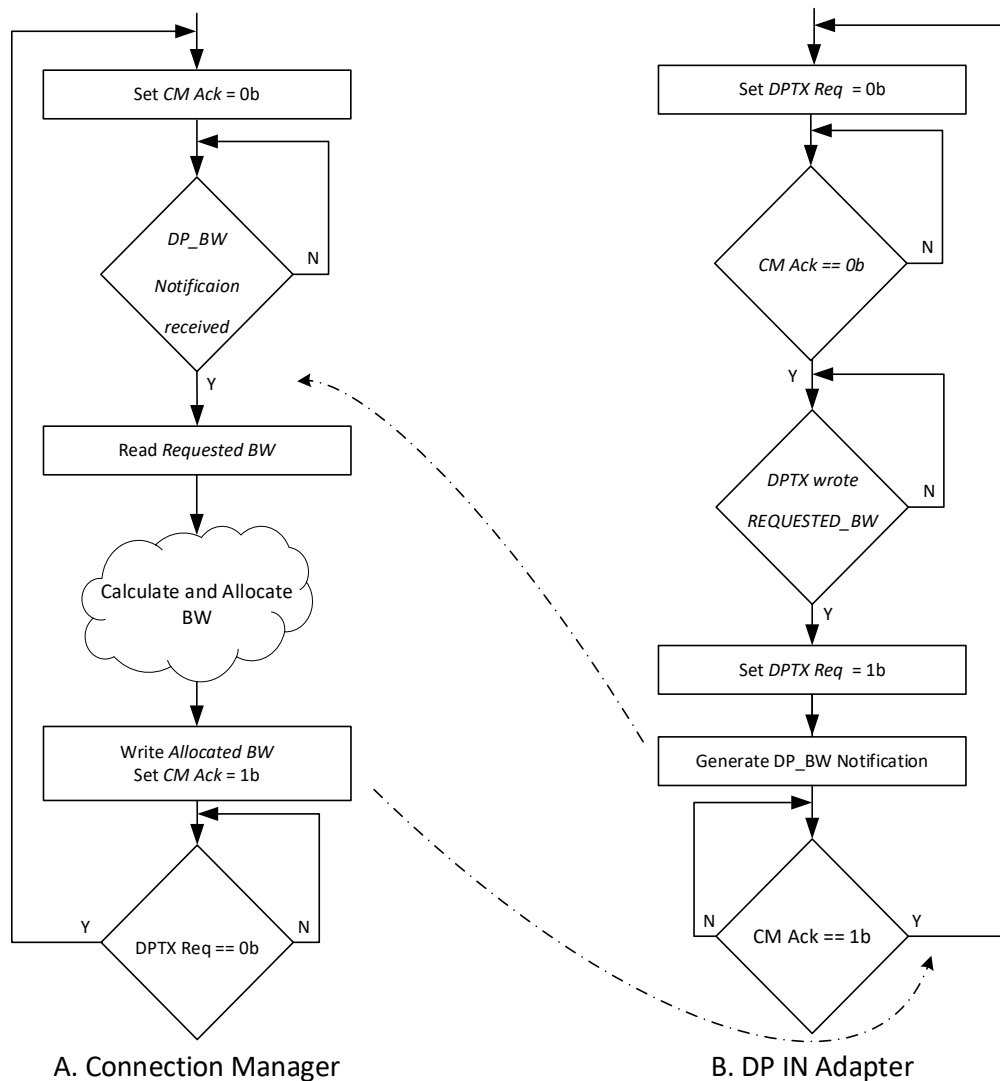 Set CM Ack = 0b
DP_BW
Notificaion
received
N
Y
Read Requested BW
Calculate and Allocate
BW
Write Allocated BW
Set CM Ack = 1b
Y
N
DPTX Req == 0b
A. Connection Manager
Set DPTX Req = 0b
CM Ack == 0b
N
Y
DPTX wrote
REQUESTED_BW
N
Y
Set DPTX Req = 1b
Generate DP_BW Notification
N
Y
CM Ack == 1b
B. DP IN Adapter